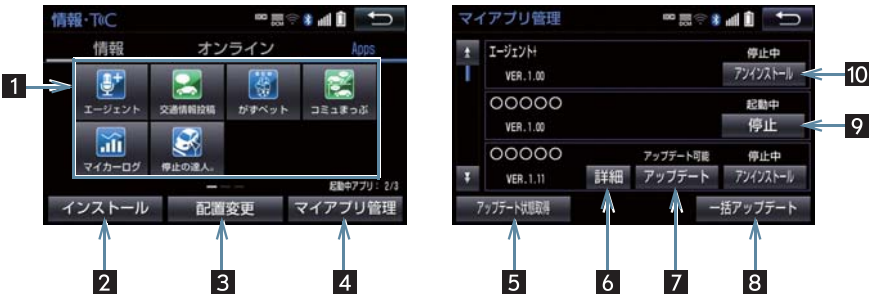 情報・T℃
情報 オンライン Apps
1
エージェント 交通情報投稿 がすペット コミュまっぷ
マイカーログ 停止の達人。
起動中アプリ：2/3
インストール 配置変更 マイアプリ管理
2 3 4
マイアプリ管理
エージェント+ 停止中
VER.1.00 アンインストール 10
○○○○○ 起動中
VER.1.00 停止 9
○○○○○ アップデート可能 停止中
VER.1.11 詳細 アップデート アンインストール
アップデート状態取得 一括アップデート
5 6 7 8